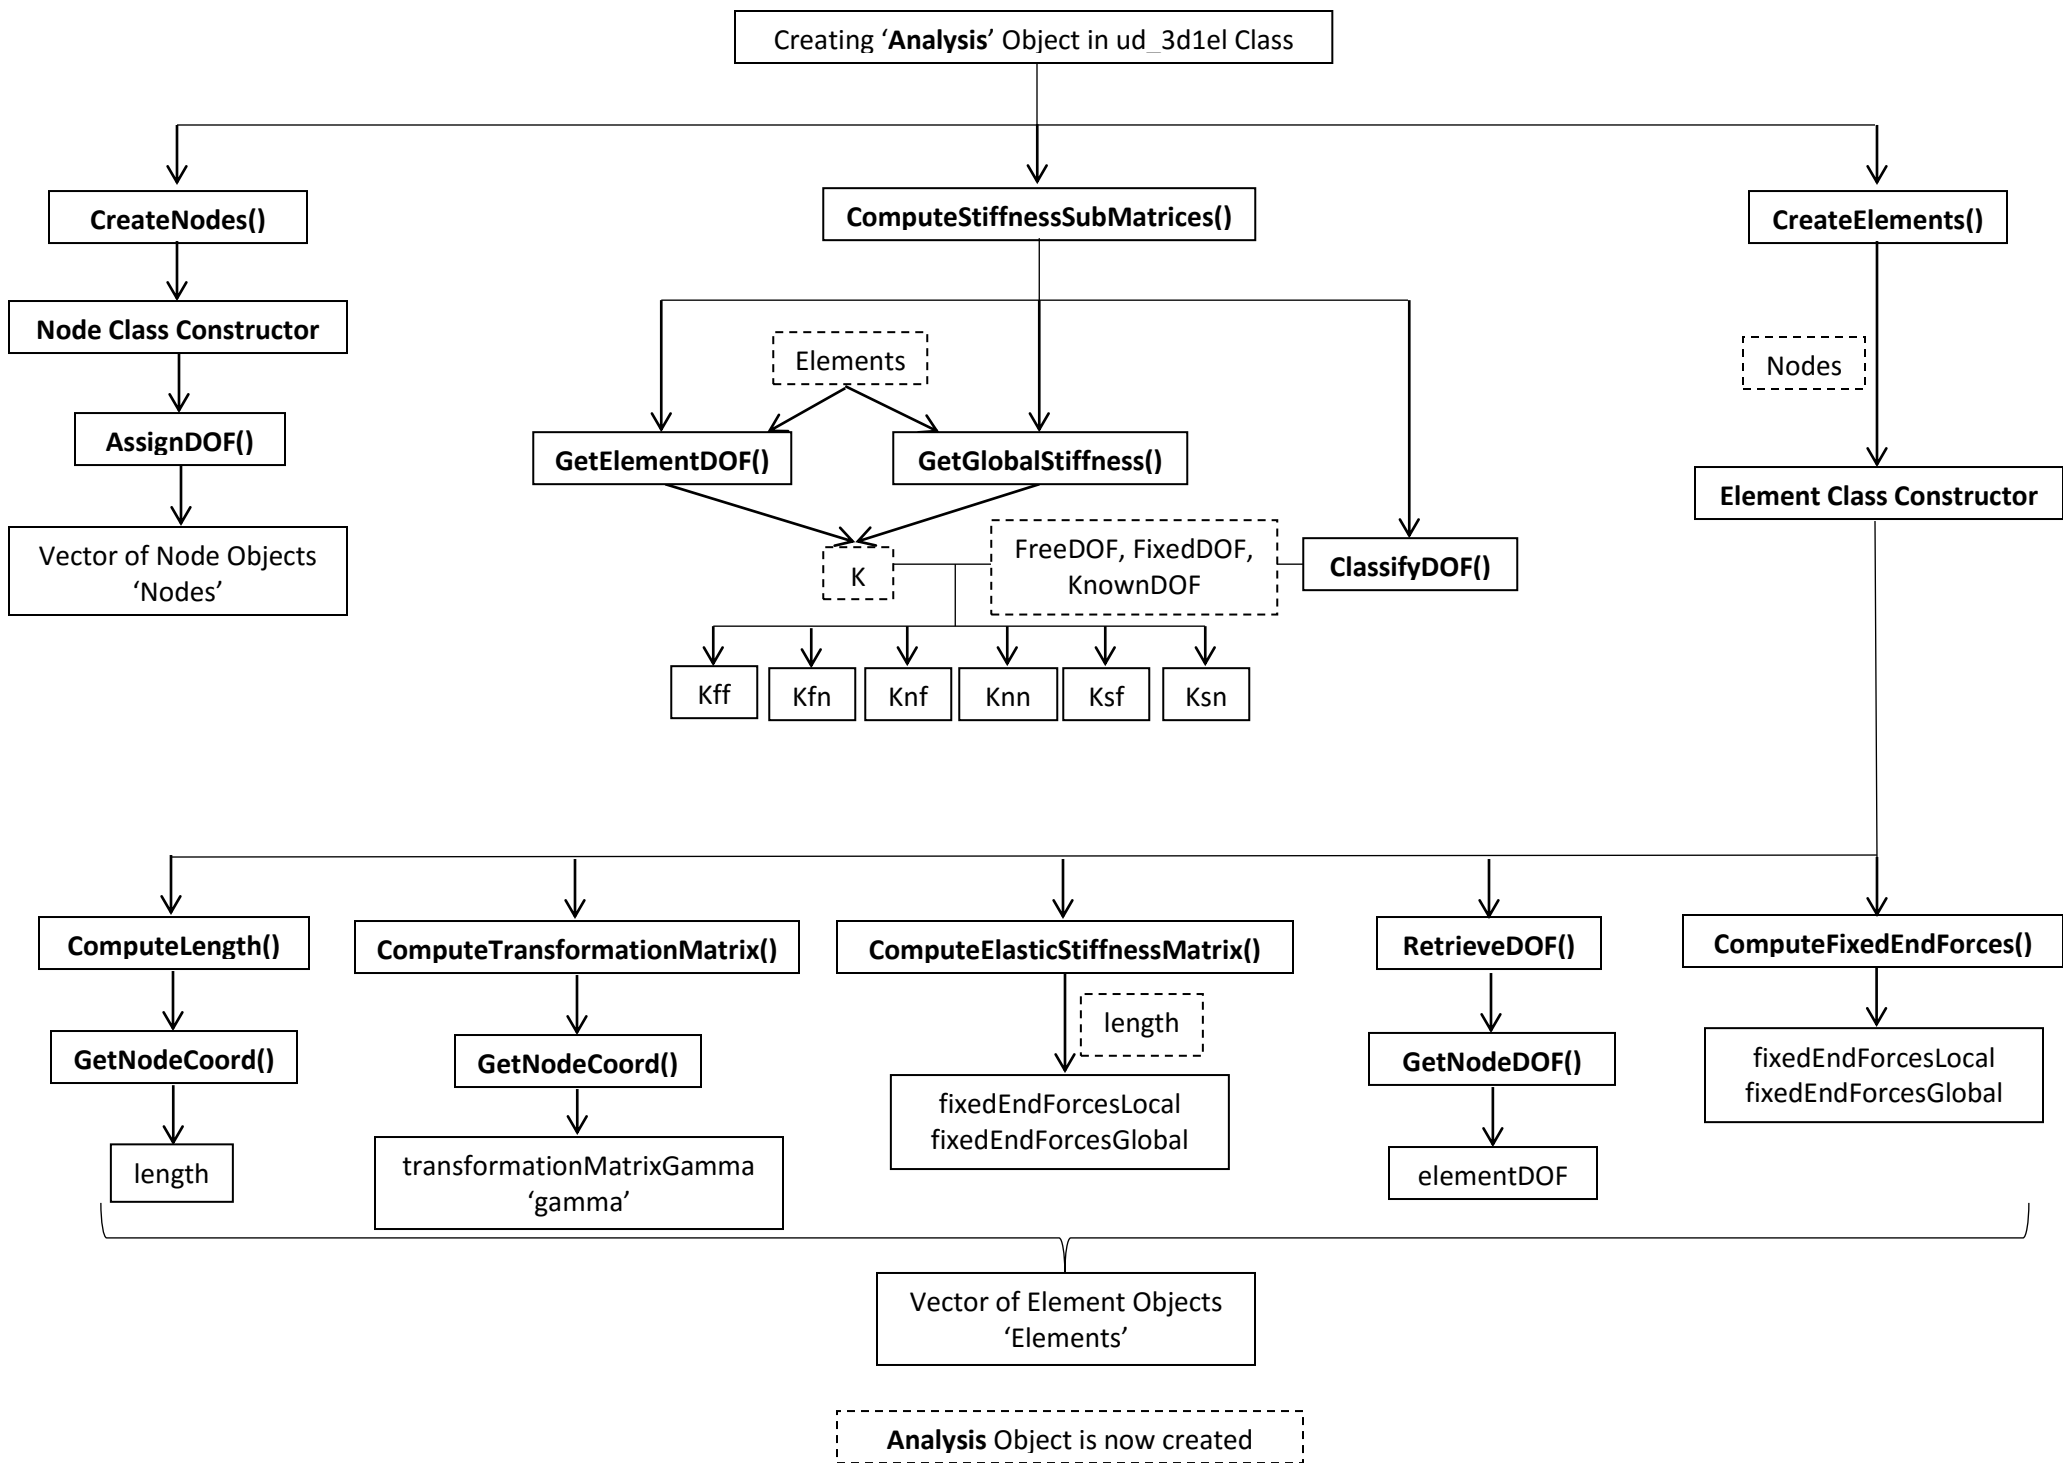 Creating ‘Analysis’ Object in ud_3d1el Class
CreateNodes()
ComputeStiffnessSubMatrices()
CreateElements()
Node Class Constructor
Elements
Nodes
AssignDOF()
GetElementDOF()
GetGlobalStiffness()
Element Class Constructor
Vector of Node Objects
‘Nodes’
K
FreeDOF, FixedDOF,
KnownDOF
ClassifyDOF()
Kff
Kfn
Knf
Knn
Ksf
Ksn
ComputeLength()
ComputeTransformationMatrix()
ComputeElasticStiffnessMatrix()
RetrieveDOF()
ComputeFixedEndForces()
length
GetNodeCoord()
GetNodeCoord()
GetNodeDOF()
fixedEndForcesLocal
fixedEndForcesGlobal
fixedEndForcesLocal
fixedEndForcesGlobal
length
transformationMatrixGamma
‘gamma’
elementDOF
Vector of Element Objects
‘Elements’
Analysis Object is now created